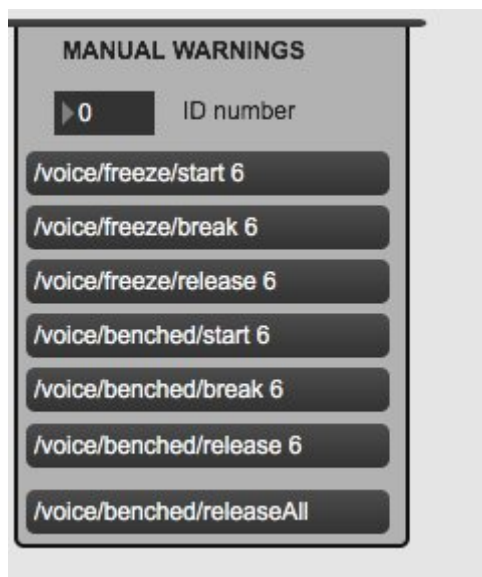 MANUAL WARNINGS
0 ID number
/voice/freeze/start 6
/voice/freeze/break 6
/voice/freeze/release 6
/voice/benched/start 6
/voice/benched/break 6
/voice/benched/release 6
/voice/benched/releaseAll